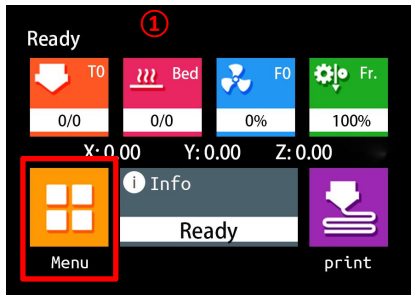 ①
Ready
T0 Bed F0 Fr.
0/0 0/0 0% 100%
X: 0.00 Y: 0.00 Z: 0.00
i Info
Ready
Menu print